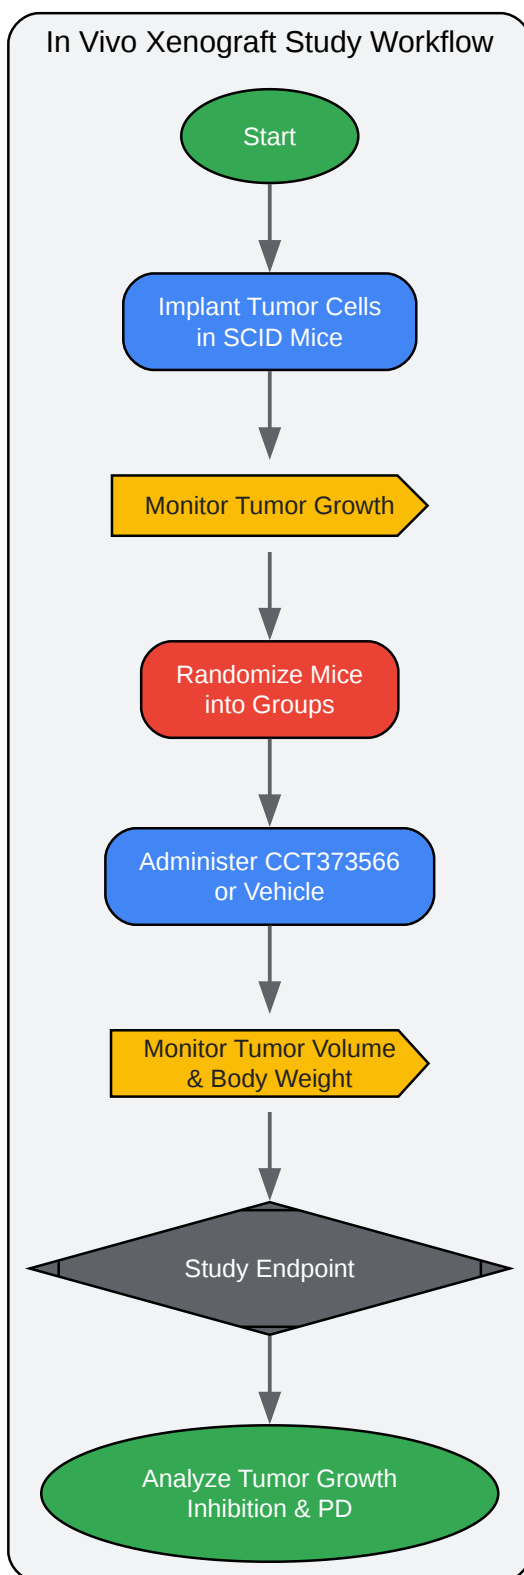 In Vivo Xenograft Study Workflow
Start
Implant Tumor Cells
in SCID Mice
Monitor Tumor Growth
Randomize Mice
into Groups
Administer CCT373566
or Vehicle
Monitor Tumor Volume
& Body Weight
Study Endpoint
Analyze Tumor Growth
Inhibition & PD